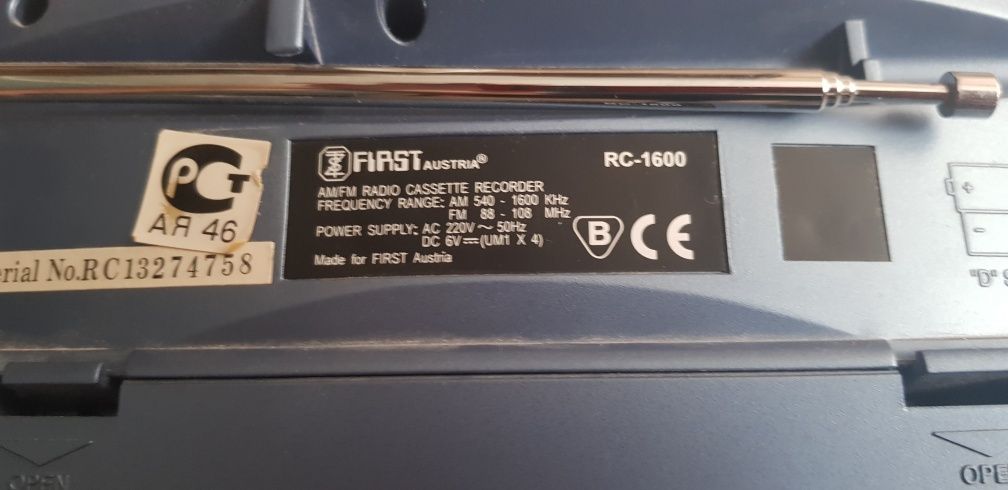 РСТ
АЯ 46
erial No.RC13274758
FIRST AUSTRIA®
RC-1600
AM/FM RADIO CASSETTE RECORDER
FREQUENCY RANGE: AM 540 - 1600 KHz
FM 88 - 108 MHz
POWER SUPPLY: AC 220V ~ 50Hz
DC 6V⎓(UM1 X 4)
Made for FIRST Austria
B CE
+
-
"D" S
OPEN
OPE